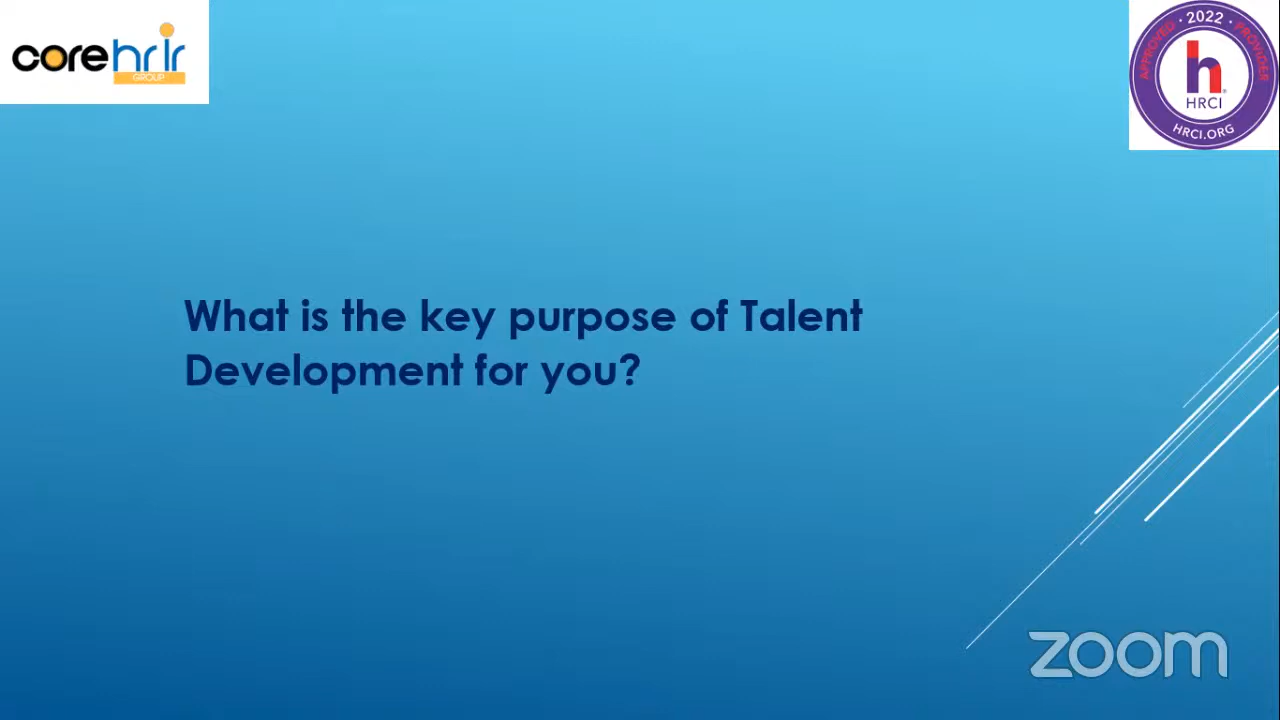 corehrir
GROUP
APPROVED · 2022 · PROVIDER
h
HRCI
HRCI.ORG
What is the key purpose of Talent
Development for you?
zoom